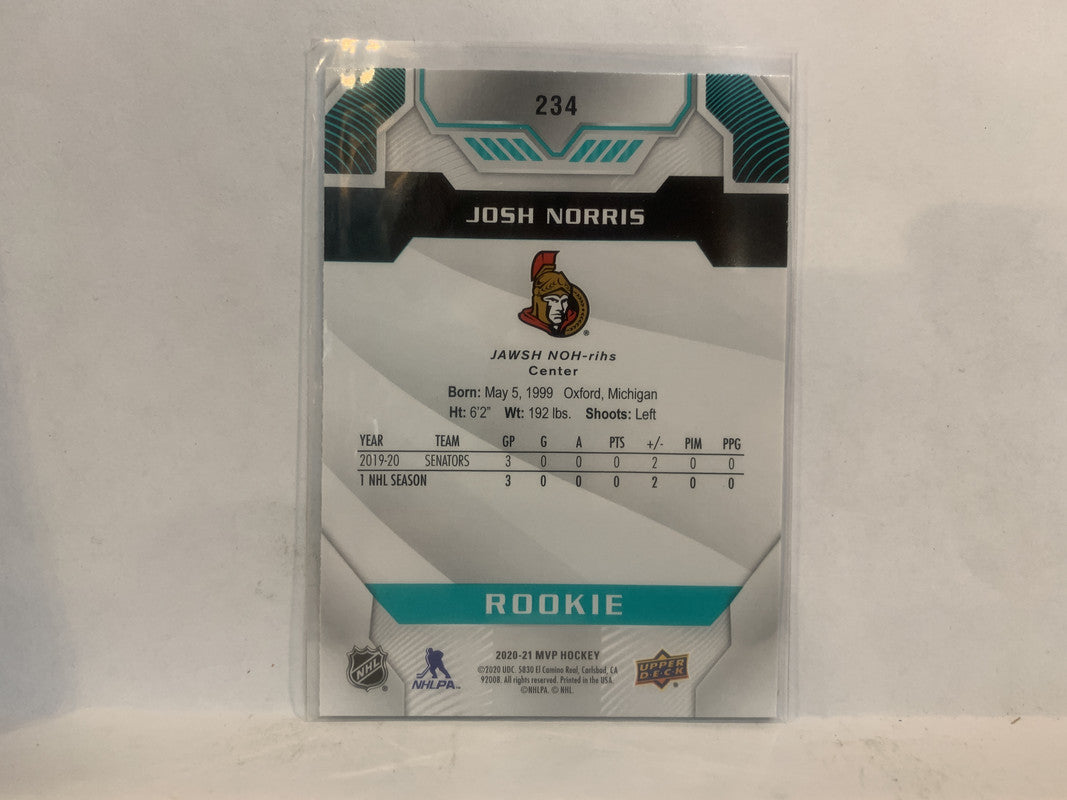 234
JOSH NORRIS
®
JAWSH NOH-rihs
Center
Born: May 5, 1999 Oxford, Michigan
Ht: 6'2" Wt: 192 lbs. Shoots: Left
YEAR TEAM GP G A PTS +/- PIM PPG
2019-20 SENATORS 3 0 0 0 2 0 0
1 NHL SEASON 3 0 0 0 2 0 0
ROOKIE
2020-21 MVP HOCKEY
©2020 UDC. 5830 El Camino Real, Carlsbad, CA
92008. All rights reserved. Printed in the USA.
©NHLPA. © NHL.
NHL
NHLPA
UPPER
DECK